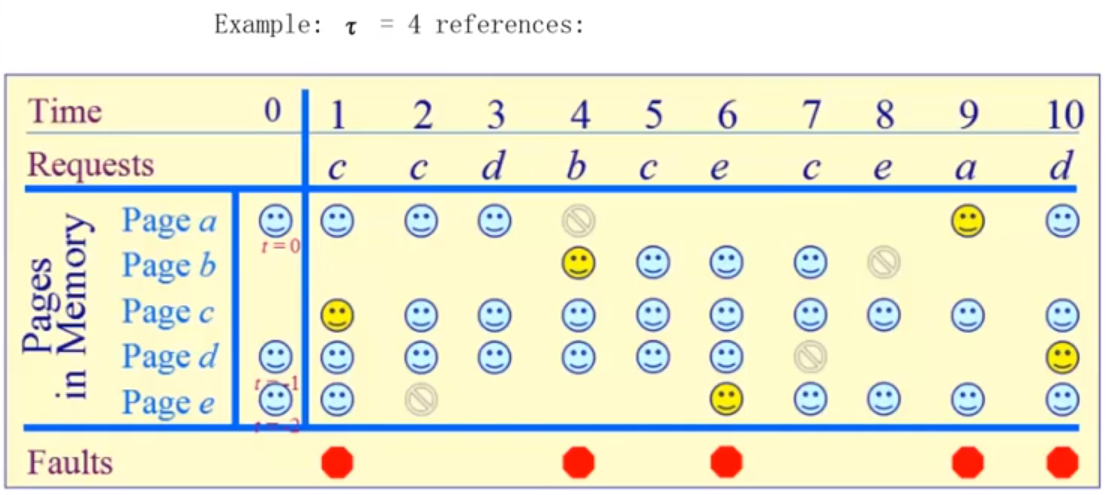 Example: τ = 4 references:
Time 0 1 2 3 4 5 6 7 8 9 10
Requests c c d b c e c e a d
Pages in Memory
Page a
t = 0
Page b
Page c
Page d
t = -1
Page e
t = -2
Faults